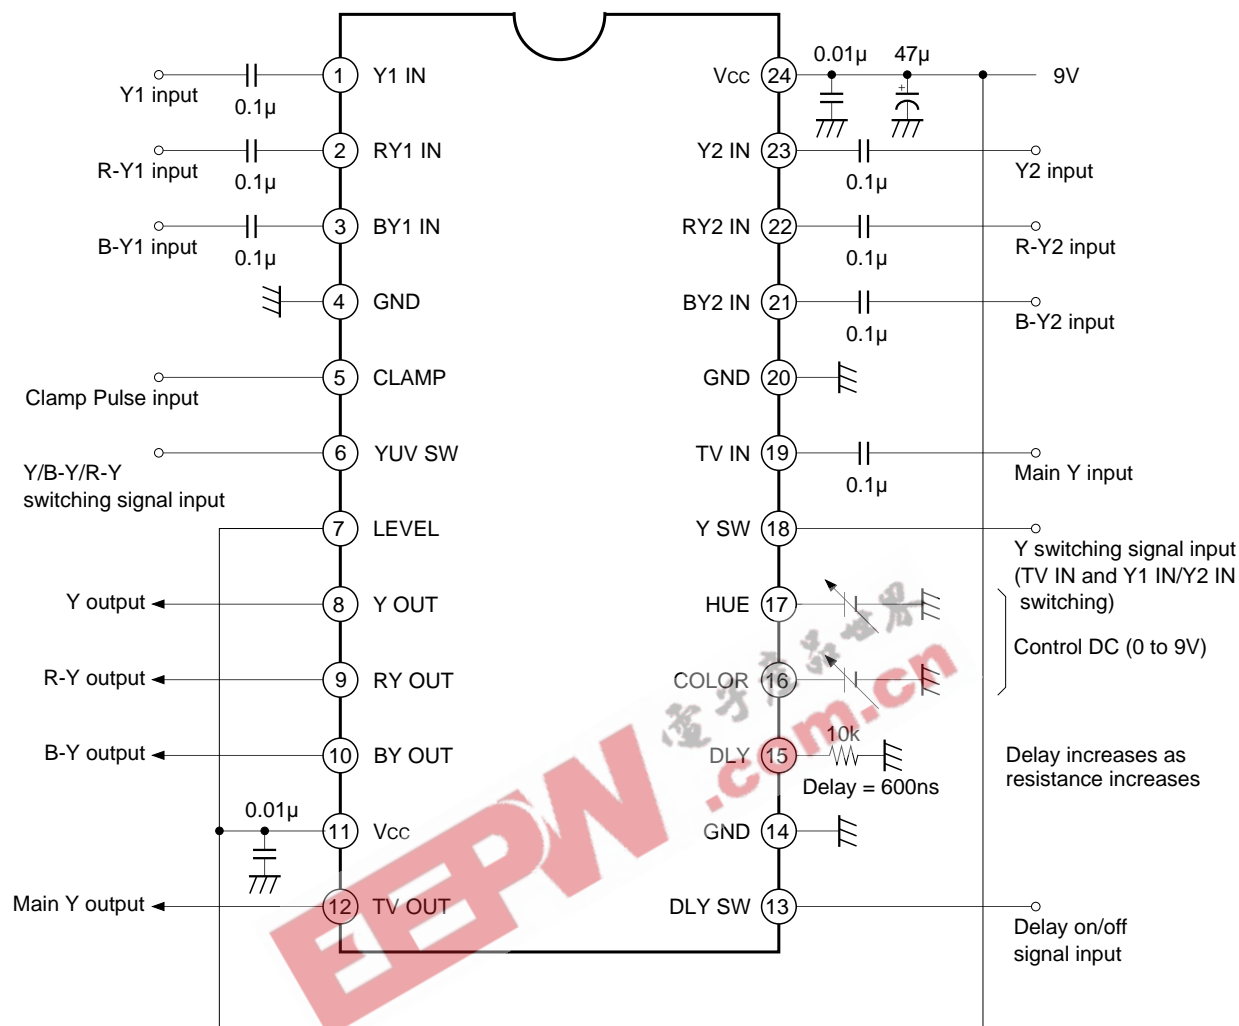 0.01µ 47µ
1 Y1 IN Vcc 24 9V
Y1 input 0.1µ
2 RY1 IN Y2 IN 23
R-Y1 input 0.1µ 0.1µ Y2 input
3 BY1 IN RY2 IN 22
B-Y1 input 0.1µ 0.1µ R-Y2 input
4 GND BY2 IN 21
0.1µ B-Y2 input
5 CLAMP GND 20
Clamp Pulse input
6 YUV SW TV IN 19
Y/B-Y/R-Y
switching signal input
0.1µ Main Y input
7 LEVEL Y SW 18
Y switching signal input
(TV IN and Y1 IN/Y2 IN
switching)
Y output 8 Y OUT HUE 17
Control DC (0 to 9V)
R-Y output 9 RY OUT COLOR 16
10k
B-Y output 10 BY OUT DLY 15
Delay increases as
resistance increases
Delay = 600ns
0.01µ
11 Vcc GND 14
Main Y output 12 TV OUT DLY SW 13
Delay on/off
signal input
電子產品世界
EEPW.com.cn
+